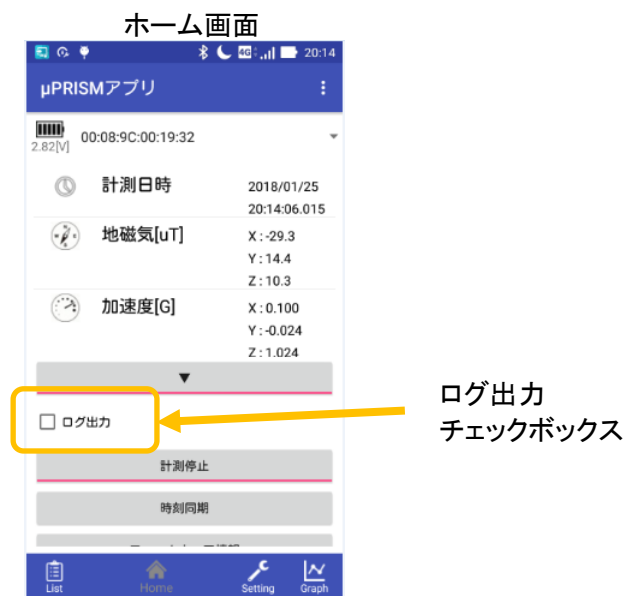 ホーム画面
4G 20:14
μPRISMアプリ
2.82[V] 00:08:9C:00:19:32
計測日時 2018/01/25
20:14:06.015
地磁気[uT] X : -29.3
Y : 14.4
Z : 10.3
加速度[G] X : 0.100
Y : -0.024
Z : 1.024
▼
ログ出力
ログ出力
チェックボックス
計測停止
時刻同期
List Home Setting Graph